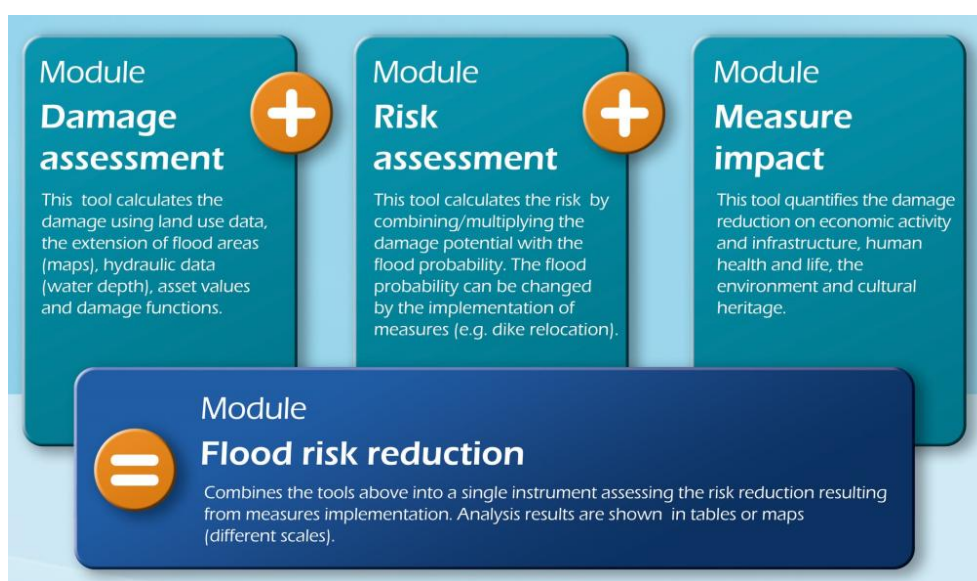 Module
Damage
assessment
This tool calculates the
damage using land use data,
the extension of flood areas
(maps), hydraulic data
(water depth), asset values
and damage functions.
+
Module
Risk
assessment
This tool calculates the risk by
combining/multiplying the
damage potential with the
flood probability. The flood
probability can be changed
by the implementation of
measures (e.g. dike relocation).
+
Module
Measure
impact
This tool quantifies the damage
reduction on economic activity
and infrastructure, human
health and life, the
environment and cultural
heritage.
=
Module
Flood risk reduction
Combines the tools above into a single instrument assessing the risk reduction resulting
from measures implementation. Analysis results are shown in tables or maps
(different scales).